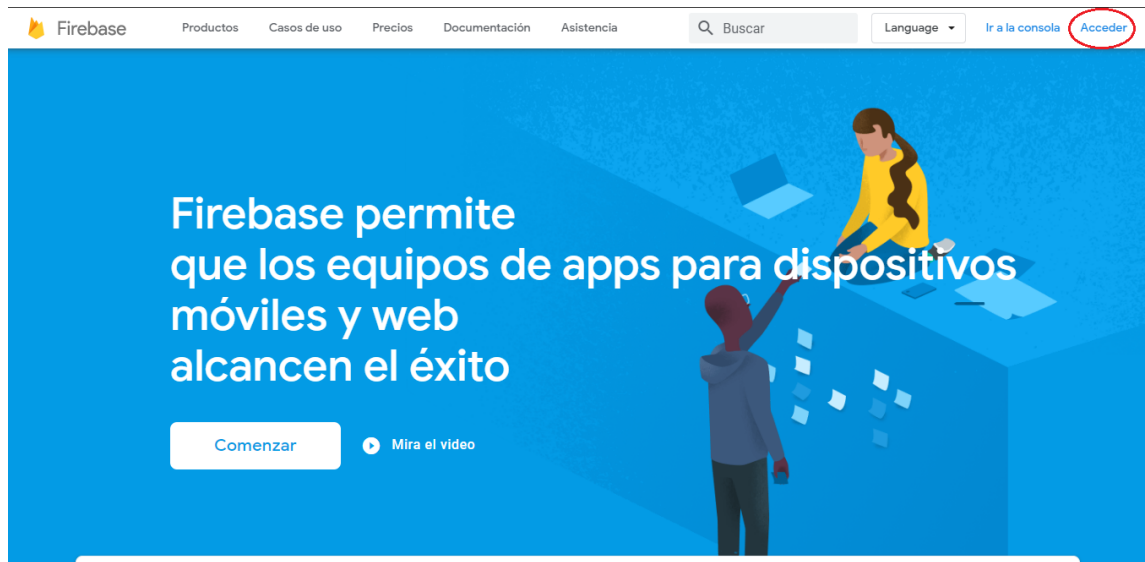 Firebase Productos Casos de uso Precios Documentación Asistencia Buscar Language Ir a la consola Acceder
Firebase permite
que los equipos de apps para dispositivos
móviles y web
alcancen el éxito
Comenzar Mira el video